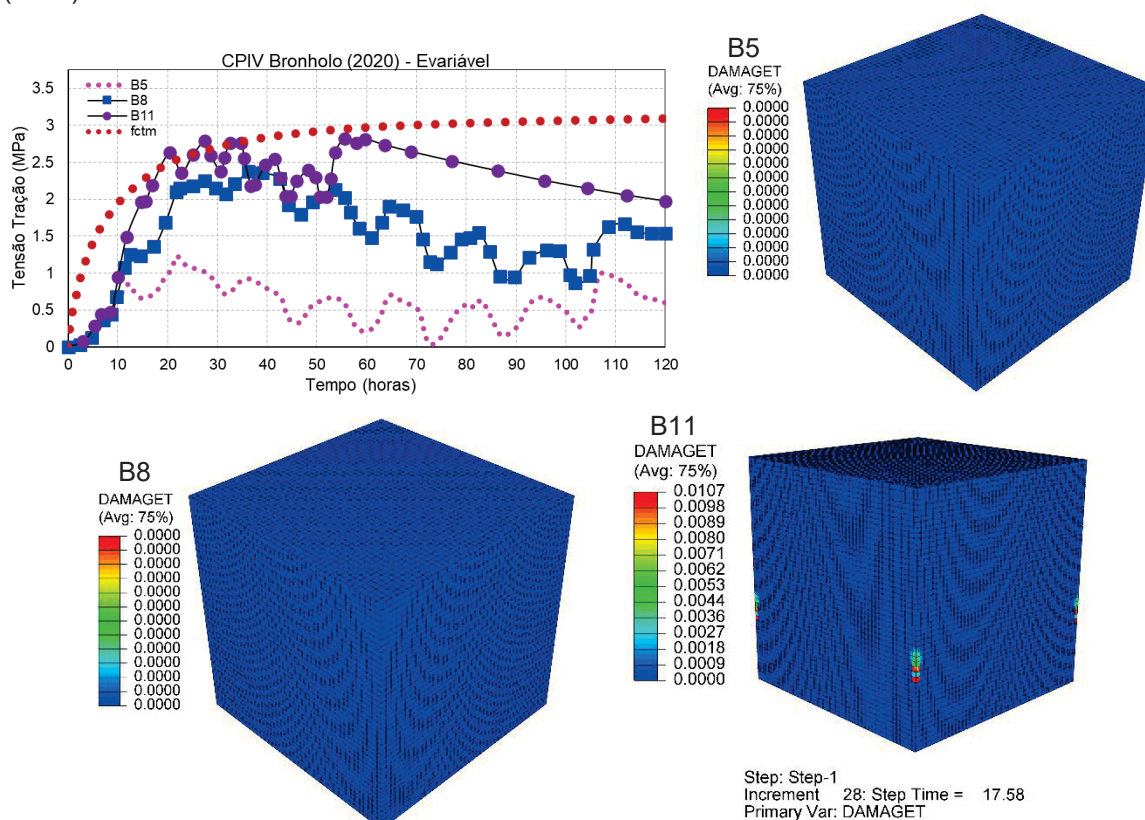 CPIV Bronholo (2020) - Evariável
Tensão Tração (MPa)
3.5
3
2.5
2
1.5
1
0.5
0
0 10 20 30 40 50 60 70 80 90 100 110 120
Tempo (horas)
B5
B8
B11
fctm
B5
DAMAGET
(Avg: 75%)
0.0000
0.0000
0.0000
0.0000
0.0000
0.0000
0.0000
0.0000
0.0000
0.0000
0.0000
0.0000
0.0000
B8
DAMAGET
(Avg: 75%)
0.0000
0.0000
0.0000
0.0000
0.0000
0.0000
0.0000
0.0000
0.0000
0.0000
0.0000
0.0000
0.0000
B11
DAMAGET
(Avg: 75%)
0.0107
0.0098
0.0089
0.0080
0.0071
0.0062
0.0053
0.0044
0.0036
0.0027
0.0018
0.0009
0.0000
Step: Step-1
Increment 28: Step Time = 17.58
Primary Var: DAMAGET